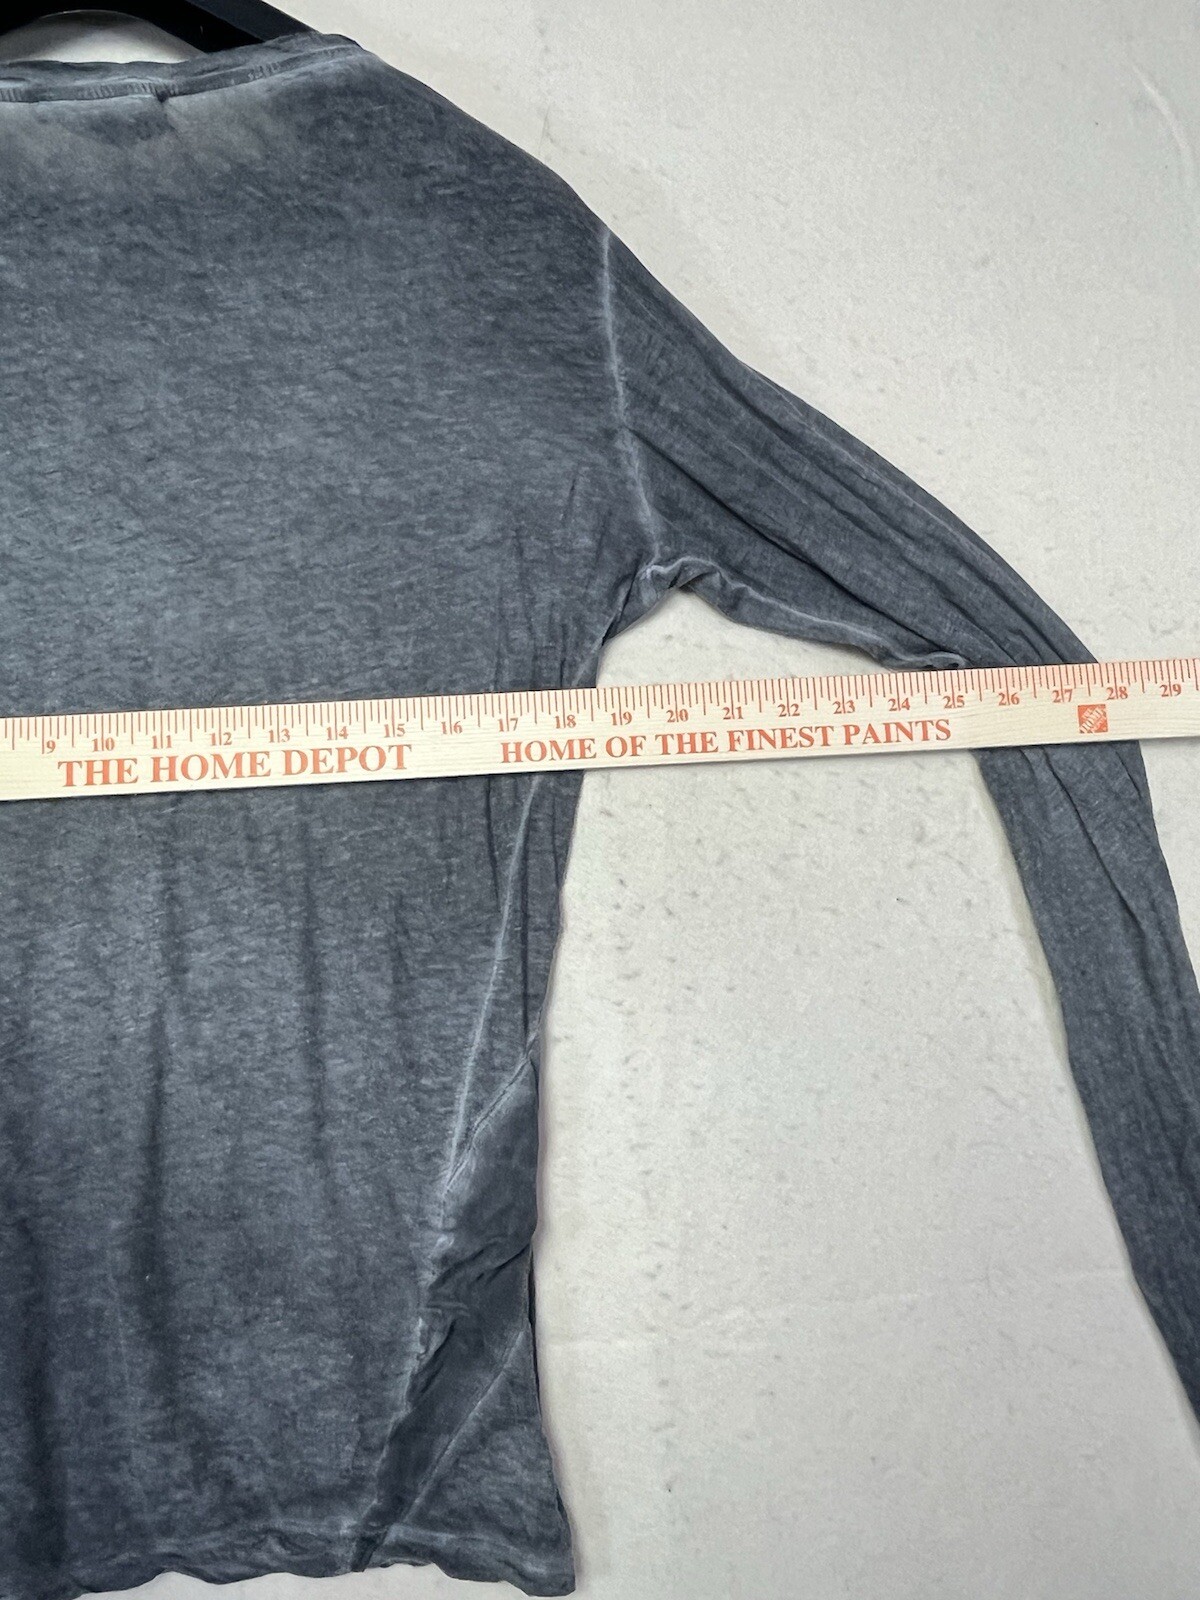 9 10 11 12 13 14 15 16 17 18 19 20 21 22 23 24 25 26 27 28 29
THE HOME DEPOT HOME OF THE FINEST PAINTS